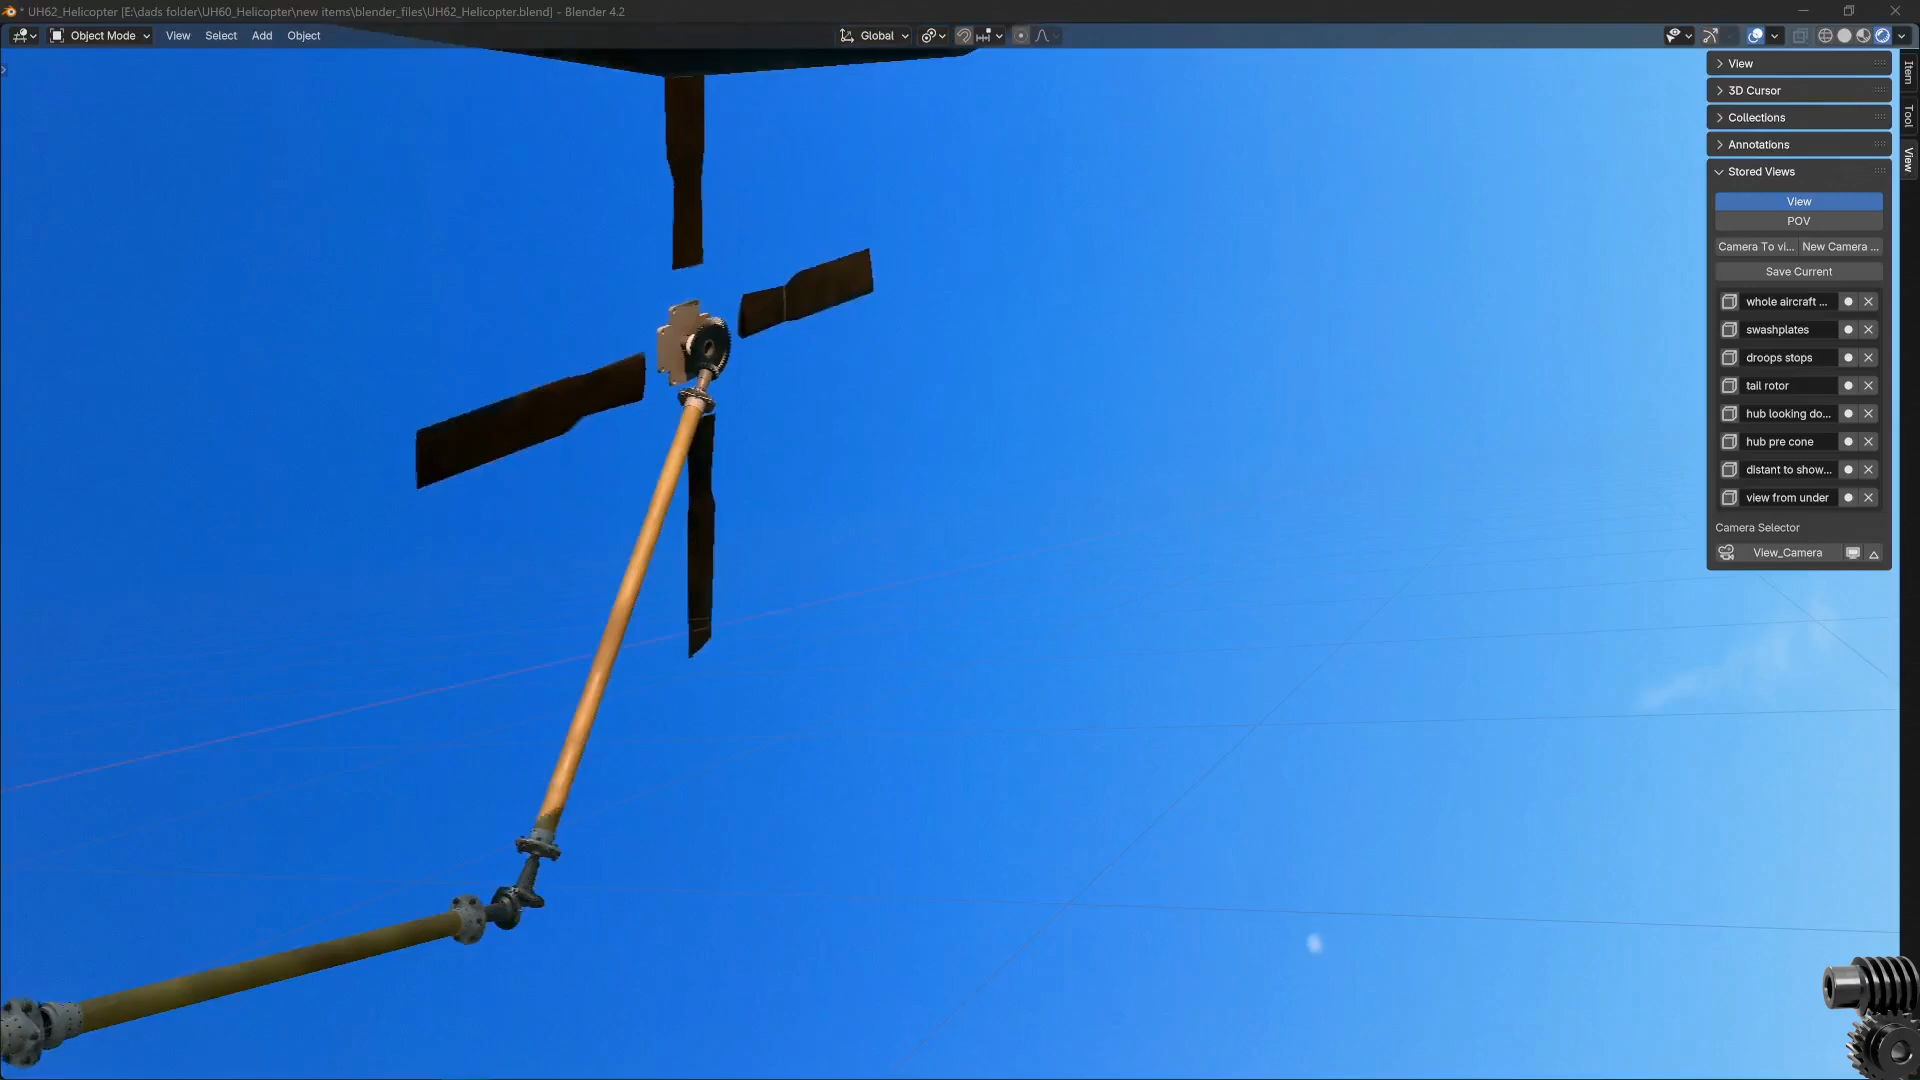 * UH62_Helicopter [E:\dads folder\UH60_Helicopter\new items\blender_files\UH62_Helicopter.blend] - Blender 4.2
Object Mode View Select Add Object Global
View
3D Cursor
Collections
Annotations
Stored Views
View
POV
Camera To vi... New Camera ...
Save Current
whole aircraft ...
swashplates
droops stops
tail rotor
hub looking do...
hub pre cone
distant to show...
view from under
Camera Selector
View_Camera
Item
Tool
View